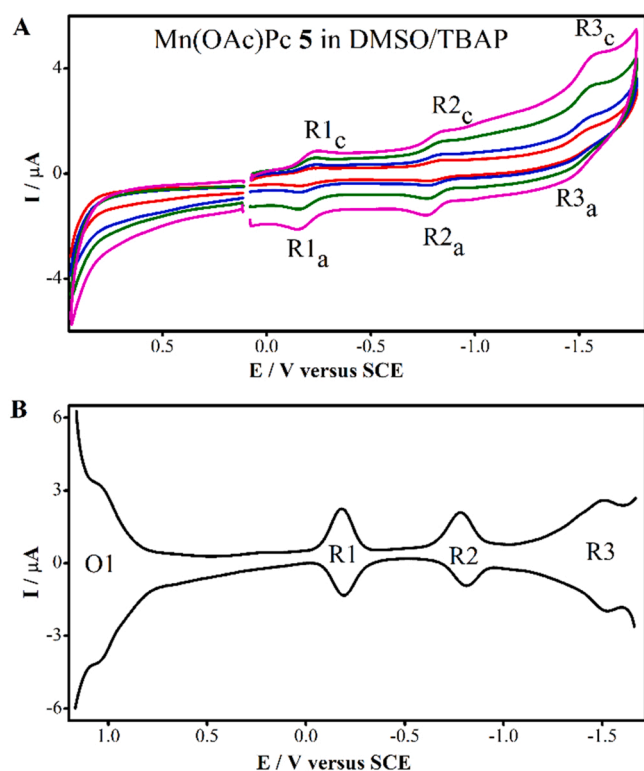 A
Mn(OAc)Pc 5 in DMSO/TBAP
R3c
R2c
R1c
R1a
R2a
R3a
4
0
-4
I / µA
0.5 0.0 -0.5 -1.0 -1.5
E / V versus SCE
B
6
3
0
-3
-6
I / µA
O1 R1 R2 R3
1.0 0.5 0.0 -0.5 -1.0 -1.5
E / V versus SCE